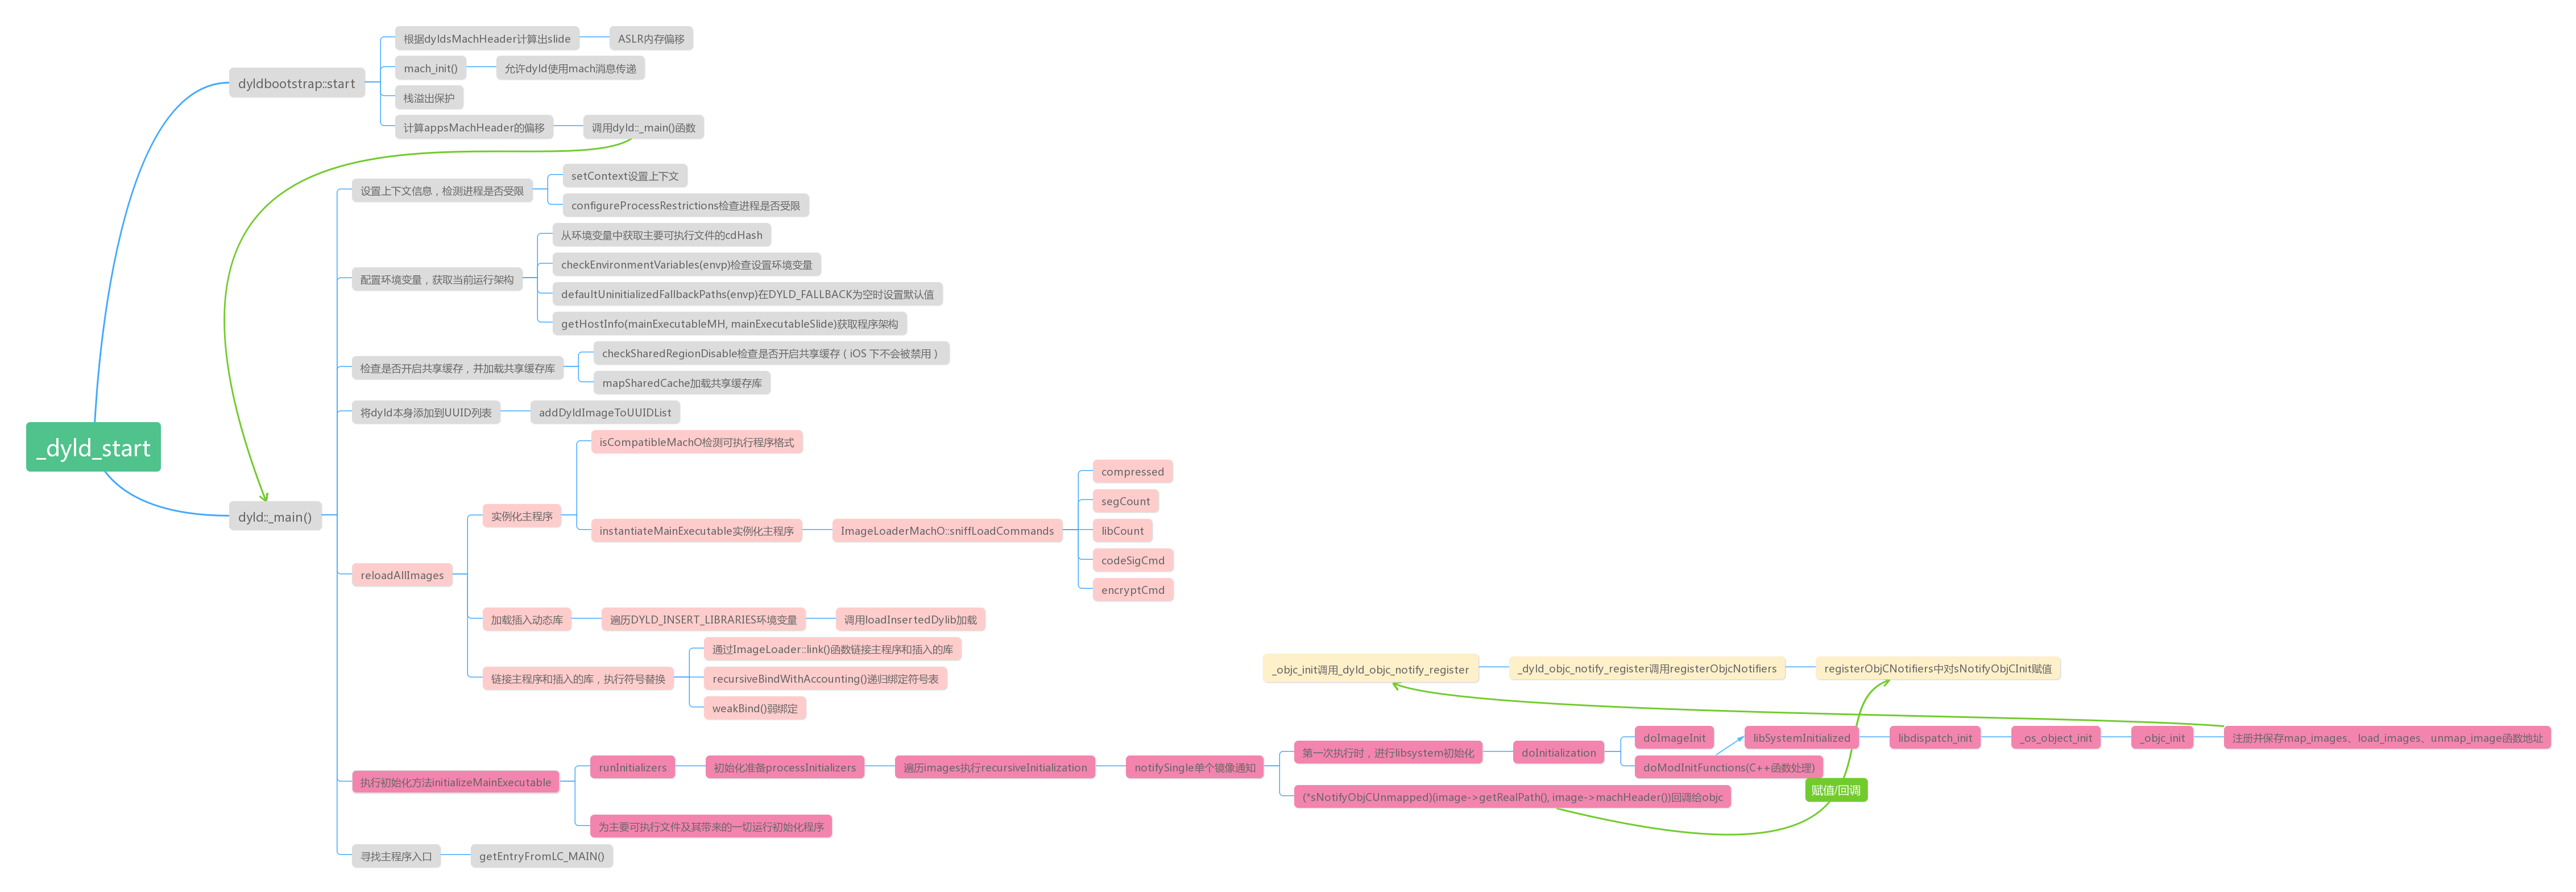 _dyld_start
dyldbootstrap::start
根据dyldsMachHeader计算出slide
ASLR内存偏移
mach_init()
允许dyld使用mach消息传递
栈溢出保护
计算appsMachHeader的偏移
调用dyld::_main()函数
dyld::_main()
设置上下文信息，检测进程是否受限
setContext设置上下文
configureProcessRestrictions检查进程是否受限
配置环境变量，获取当前运行架构
从环境变量中获取主要可执行文件的cdHash
checkEnvironmentVariables(envp)检查设置环境变量
defaultUninitializedFallbackPaths(envp)在DYLD_FALLBACK为空时设置默认值
getHostInfo(mainExecutableMH, mainExecutableSlide)获取程序架构
检查是否开启共享缓存，并加载共享缓存库
checkSharedRegionDisable检查是否开启共享缓存（iOS 下不会被禁用）
mapSharedCache加载共享缓存库
将dyld本身添加到UUID列表
addDyldImageToUUIDList
reloadAllImages
实例化主程序
isCompatibleMachO检测可执行程序格式
instantiateMainExecutable实例化主程序
ImageLoaderMachO::sniffLoadCommands
compressed
segCount
libCount
codeSigCmd
encryptCmd
加载插入动态库
遍历DYLD_INSERT_LIBRARIES环境变量
调用loadInsertedDylib加载
链接主程序和插入的库，执行符号替换
通过ImageLoader::link()函数链接主程序和插入的库
recursiveBindWithAccounting()递归绑定符号表
weakBind()弱绑定
_objc_init调用_dyld_objc_notify_register
_dyld_objc_notify_register调用registerObjcNotifiers
registerObjCNotifiers中对sNotifyObjCInit赋值
执行初始化方法initializeMainExecutable
runInitializers
初始化准备processInitializers
遍历images执行recursiveInitialization
notifySingle单个镜像通知
第一次执行时，进行libsystem初始化
doInitialization
doImageInit
doModInitFunctions(C++函数处理)
libSystemInitialized
libdispatch_init
_os_object_init
_objc_init
注册并保存map_images、load_images、unmap_image函数地址
(*sNotifyObjCUnmapped)(image->getRealPath(), image->machHeader())回调给objc
赋值/回调
为主要可执行文件及其带来的一切运行初始化程序
寻找主程序入口
getEntryFromLC_MAIN()